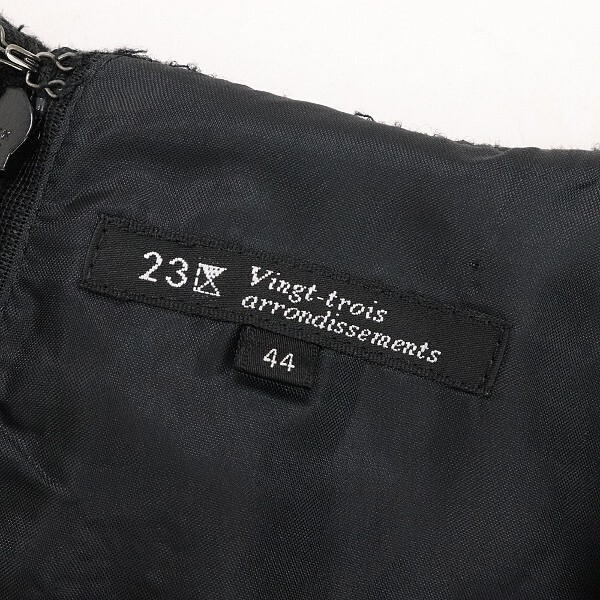 23区 Vingt-trois
arrondissements
44